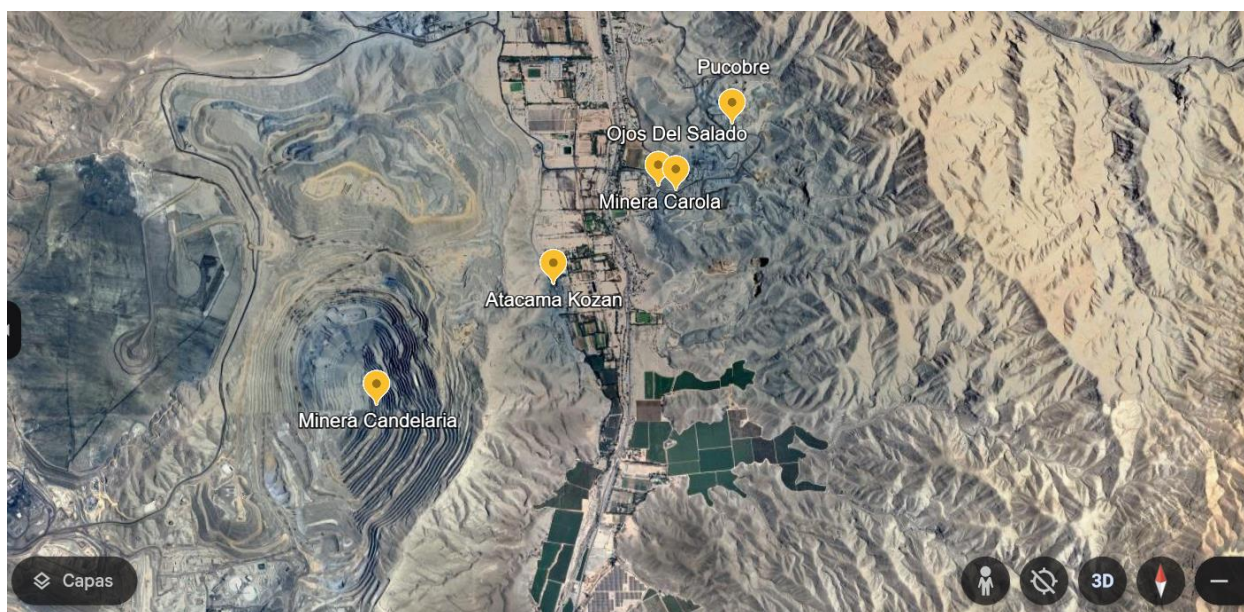 Pucobre
Ojos Del Salado
Minera Carola
Atacama Kozan
Minera Candelaria
Capas
3D